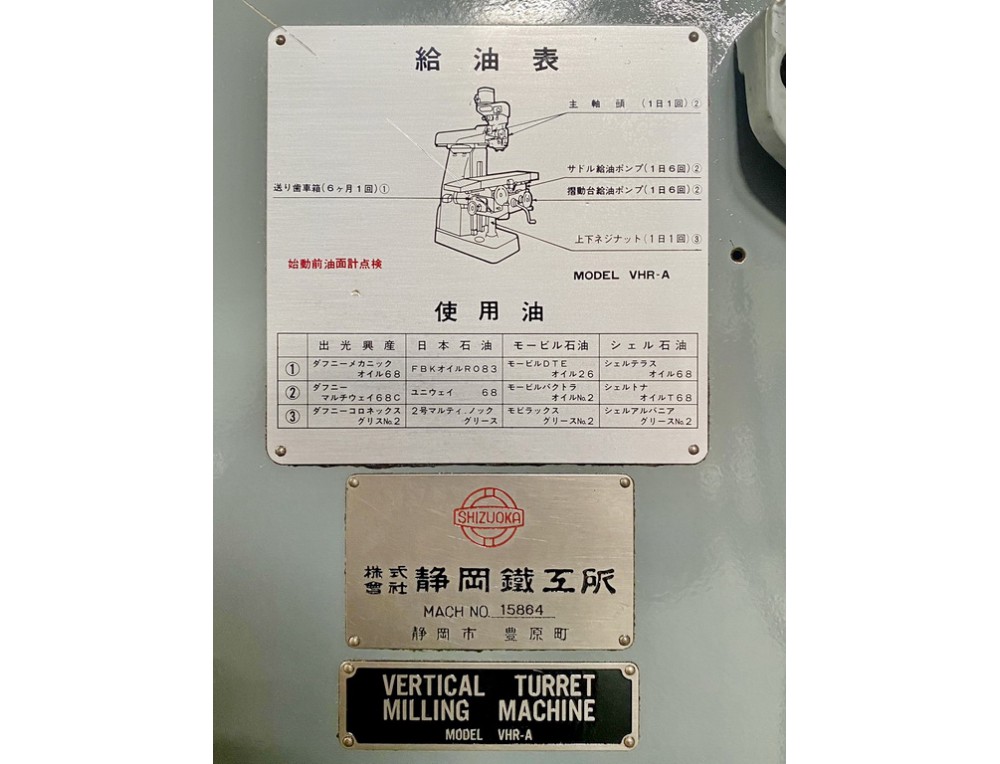 給油表
主軸頭(1日1回)②
サドル給油ポンプ(1日6回)②
送り歯車箱(6ヶ月1回)①
摺動台給油ポンプ(1日6回)②
上下ネジナット(1日1回)③
始動前油面計点検
MODEL VHR-A
使用油
出光興産 日本石油 モービル石油 シェル石油
① ダフニーメカニック オイル68 FBKオイルRO83 モービルDTE オイル26 シェルテラス オイル68
② ダフニー マルチウェイ68C ユニウェイ 68 モービルバクトラ オイルNo.2 シェルトナ オイルT68
③ ダフニーコロネックス グリスNo.2 2号マルティノック グリース モビラックス グリースNo.2 シェルアルバニア グリースNo.2
SHIZUOKA
株式會社 静岡鐵工所
MACH NO. 15864
静岡市 豊原町
VERTICAL TURRET
MILLING MACHINE
MODEL VHR-A